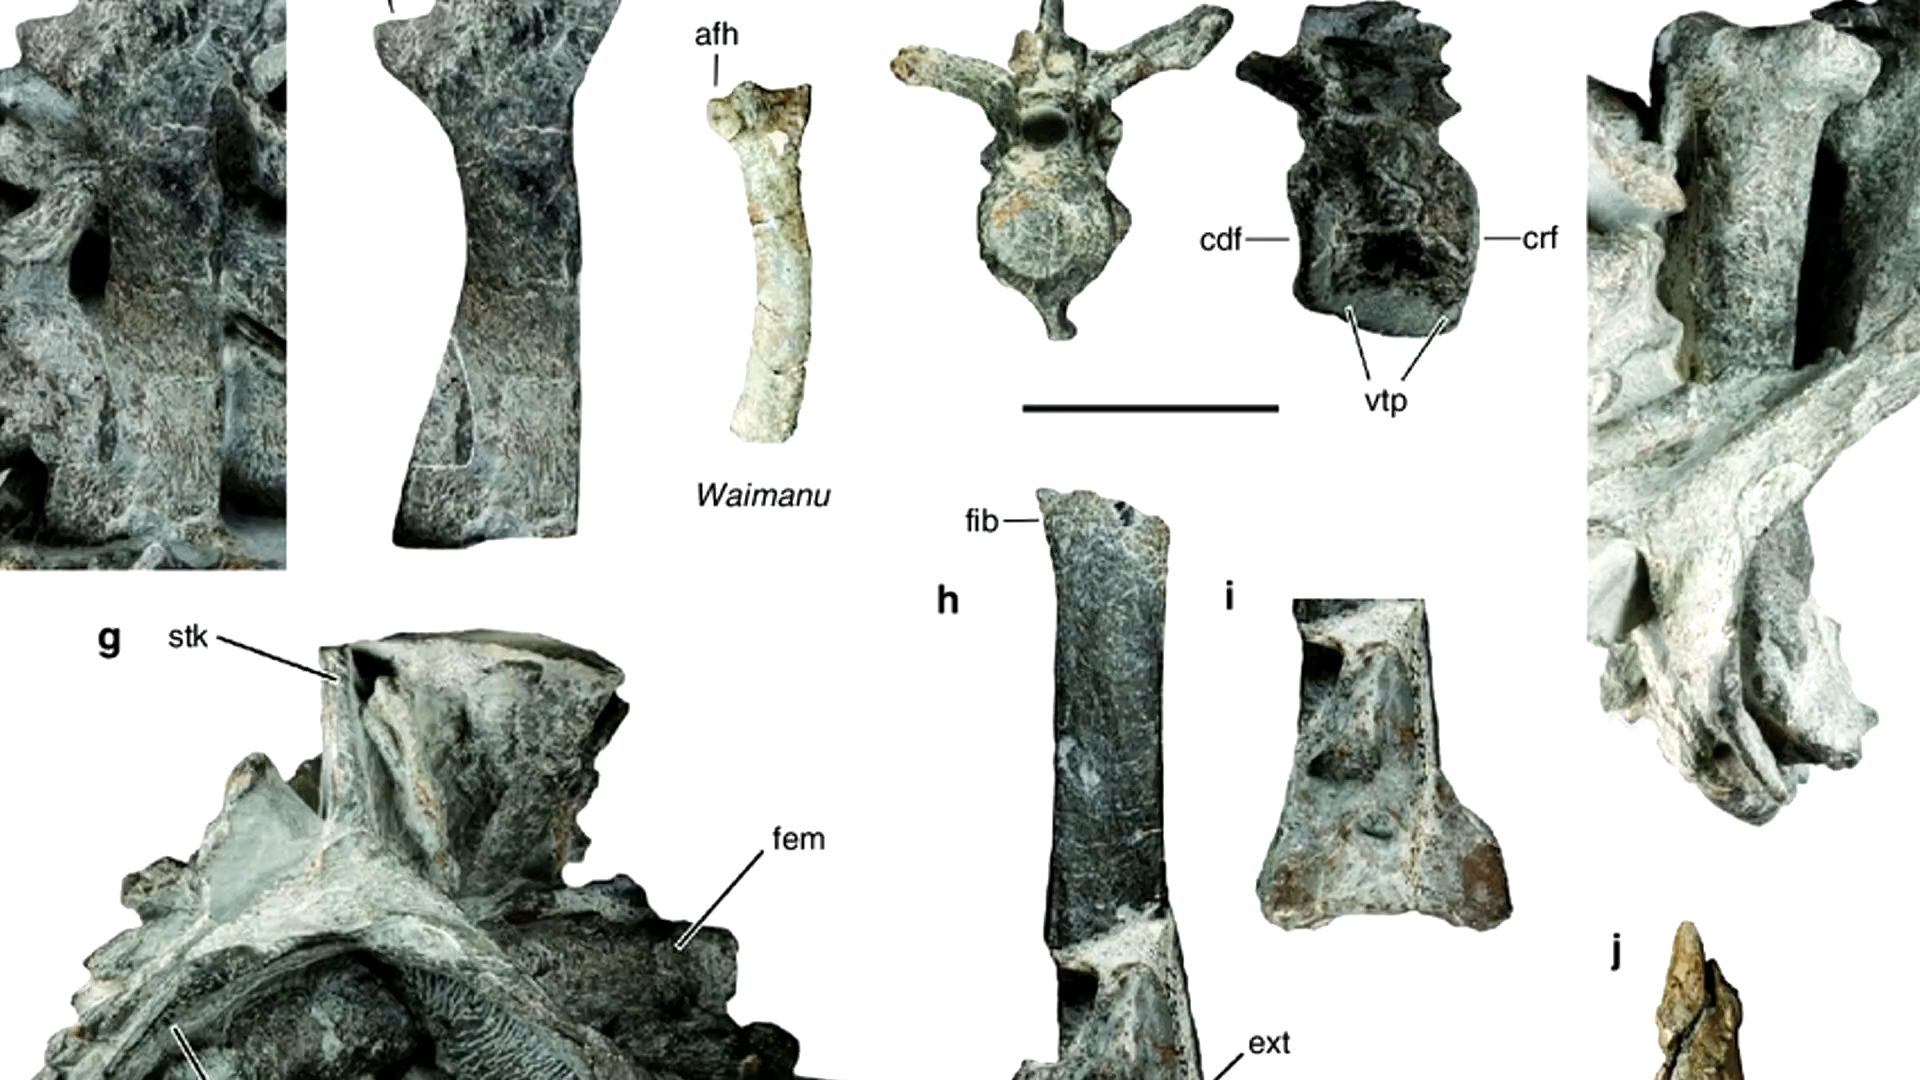 afh
cdf
crf
vtp
Waimanu
fib
h
i
g
stk
fem
j
ext